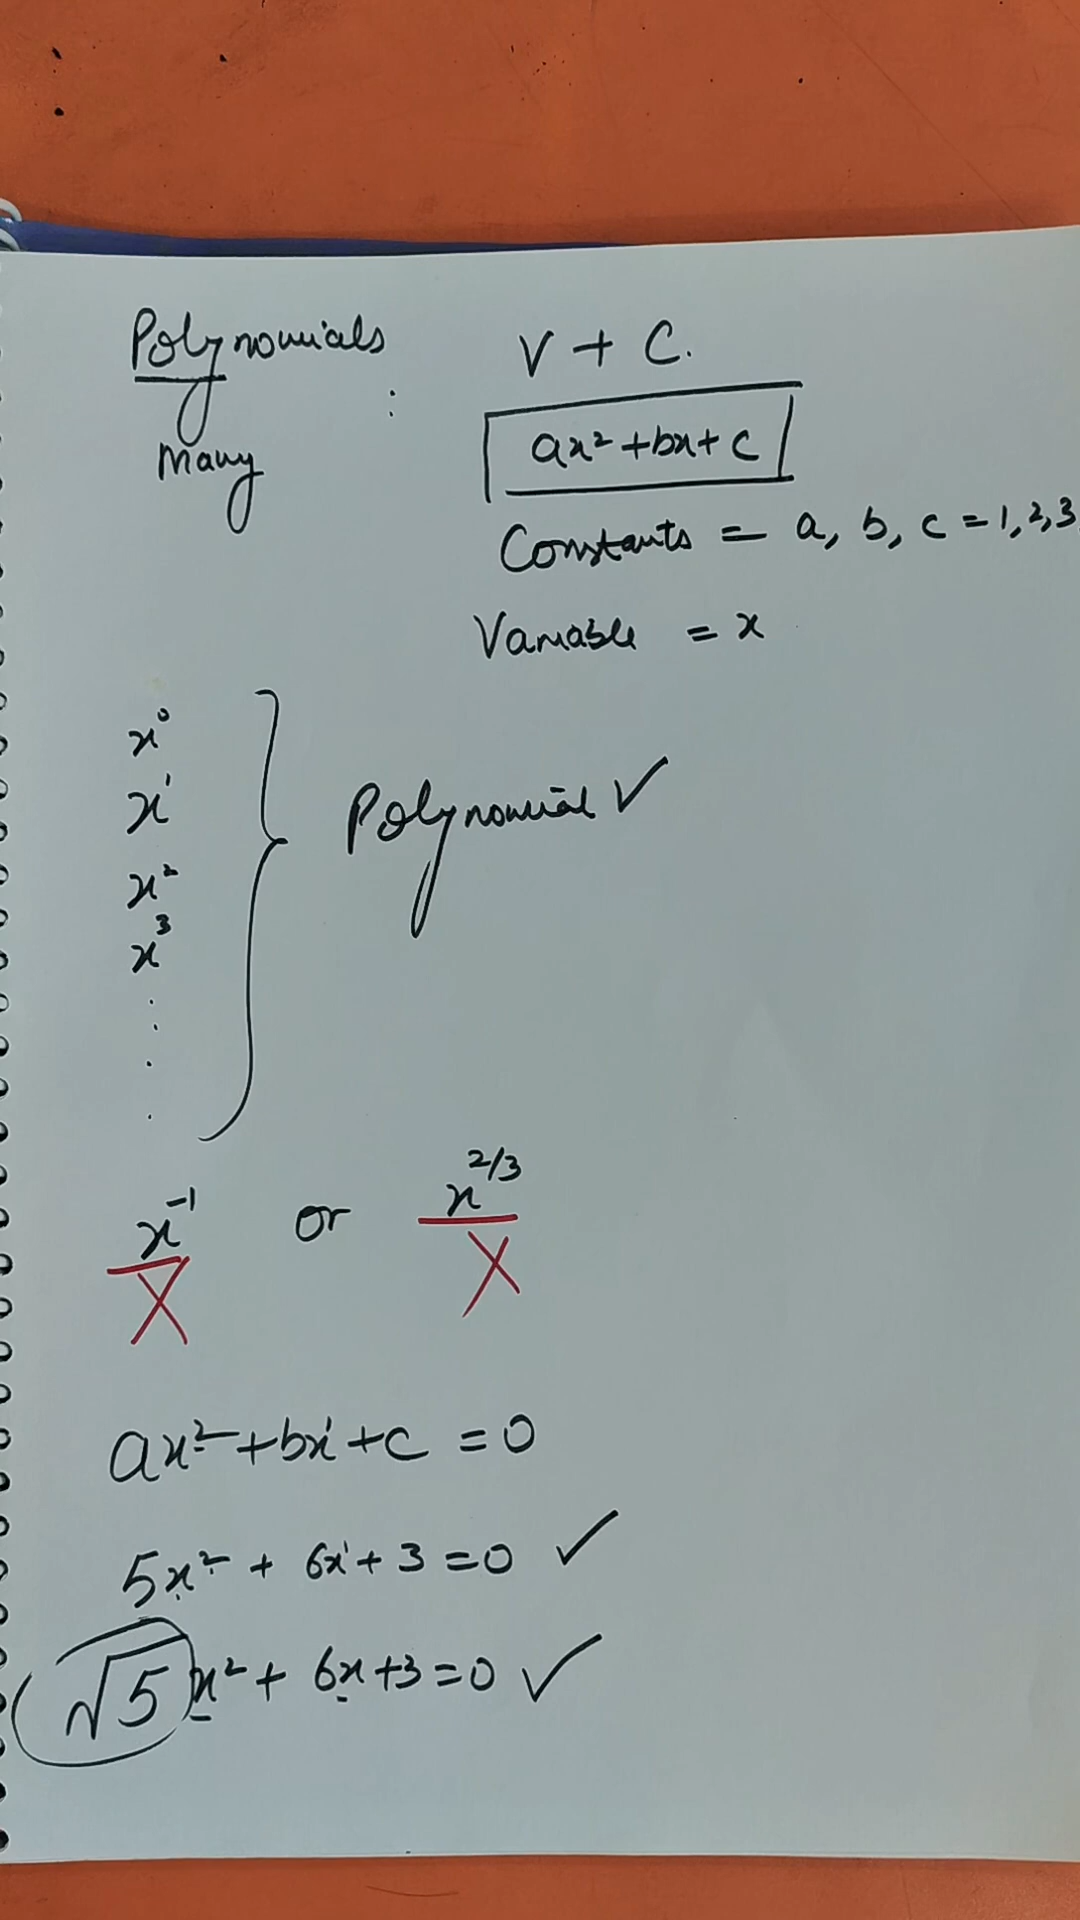 Polynomials : V + C.
Many
ax² + bx + c
Constants = a, b, c = 1, 2, 3
Variable = x
x⁰
x¹
x²
x³
Polynomial ✓
x⁻¹ or x^2/3
X X
ax² + bx¹ + c = 0
5x² + 6x¹ + 3 = 0 ✓
√5 x² + 6x + 3 = 0 ✓